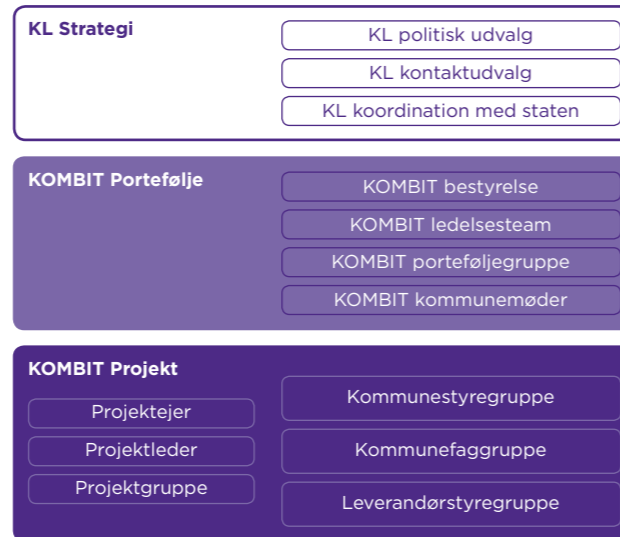 KL Strategi
KL politisk udvalg
KL kontaktudvalg
KL koordination med staten
KOMBIT Portefølje
KOMBIT bestyrelse
KOMBIT ledelsesteam
KOMBIT porteføljegruppe
KOMBIT kommunemøder
KOMBIT Projekt
Projektejer
Projektleder
Projektgruppe
Kommunestyregruppe
Kommunefaggruppe
Leverandørstyregruppe